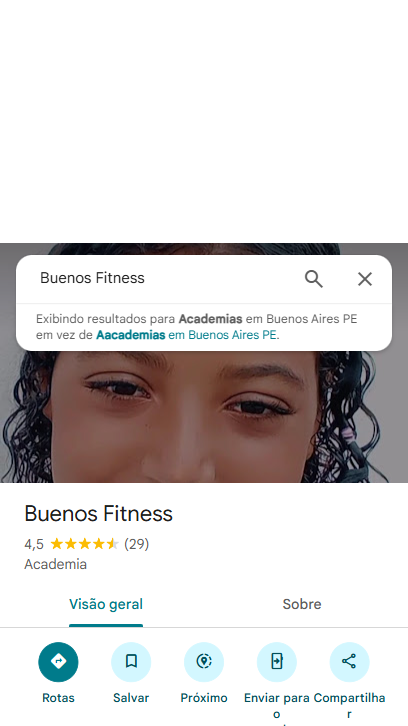 Buenos Fitness
Exibindo resultados para Academias em Buenos Aires PE
em vez de Aacademias em Buenos Aires PE.
Buenos Fitness
4,5 (29)
Academia
Visão geral Sobre
Rotas Salvar Próximo Enviar para Compartilha
o r